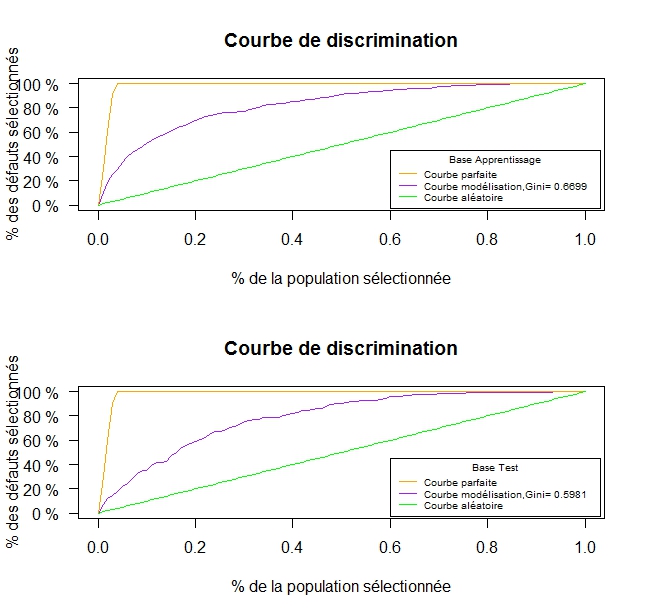 Courbe de discrimination
% des défauts sélectionnés
100 %
80 %
60 %
40 %
20 %
0 %
Base Apprentissage
Courbe parfaite
Courbe modélisation,Gini= 0.6699
Courbe aléatoire
0.0 0.2 0.4 0.6 0.8 1.0
% de la population sélectionnée
Courbe de discrimination
% des défauts sélectionnés
100 %
80 %
60 %
40 %
20 %
0 %
Base Test
Courbe parfaite
Courbe modélisation,Gini= 0.5981
Courbe aléatoire
0.0 0.2 0.4 0.6 0.8 1.0
% de la population sélectionnée